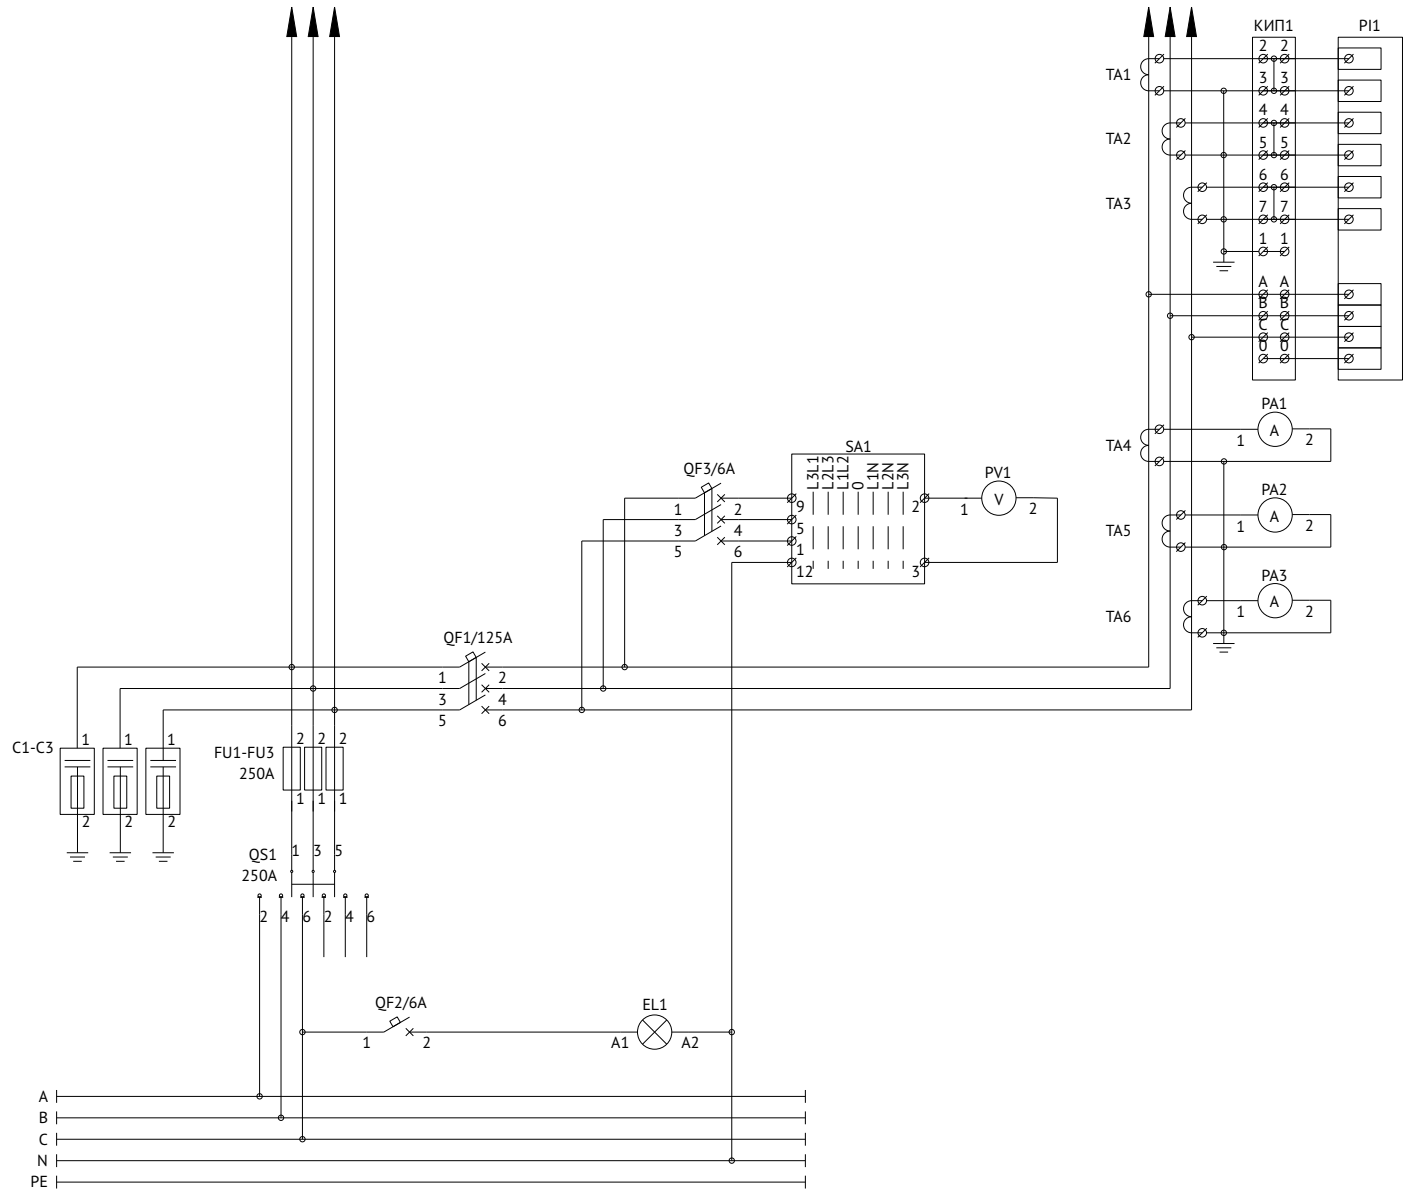 КИП1 PI1
TA1
2 2
3 3
TA2
4 4
5 5
TA3
6 6
7 7
1 1
A A
B B
C C
0 0
PA1
TA4 1 A 2
SA1
QF3/6A
L3L1 L2L3 L1L2 0 L1N L2N L3N
PV1
1 2 9 2 1 V 2
3 4 5
5 6 1
12 3
PA2
TA5 1 A 2
PA3
TA6 1 A 2
QF1/125A
1 2
3 4
5 6
C1-C3 1 1 1
2 2 2
FU1-FU3 2 2 2
250A
1 1 1
QS1 1 3 5
250A
2 4 6 2 4 6
QF2/6A EL1
1 2 A1 A2
A
B
C
N
PE